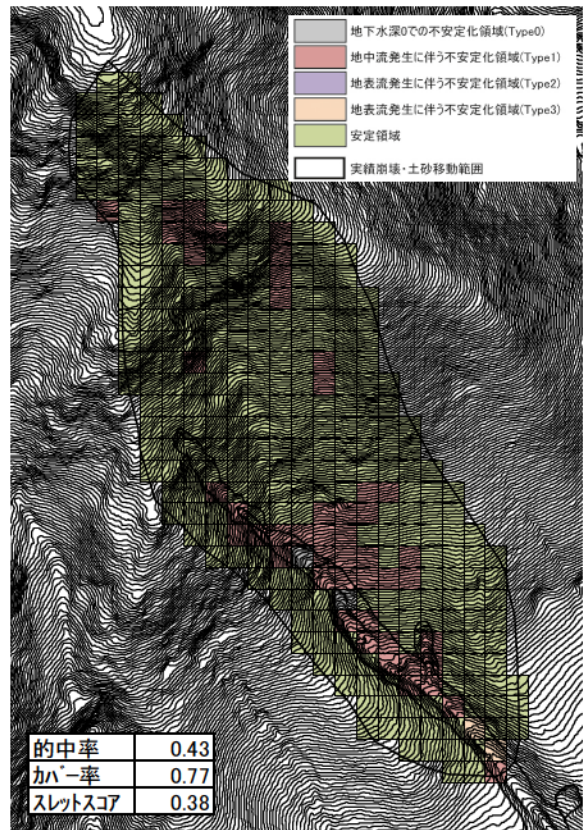 地下水深0での不安定化領域(Type0)
地中流発生に伴う不安定化領域(Type1)
地表流発生に伴う不安定化領域(Type2)
地表流発生に伴う不安定化領域(Type3)
安定領域
実績崩壊・土砂移動範囲
的中率 0.43
カバー率 0.77
スレットスコア 0.38